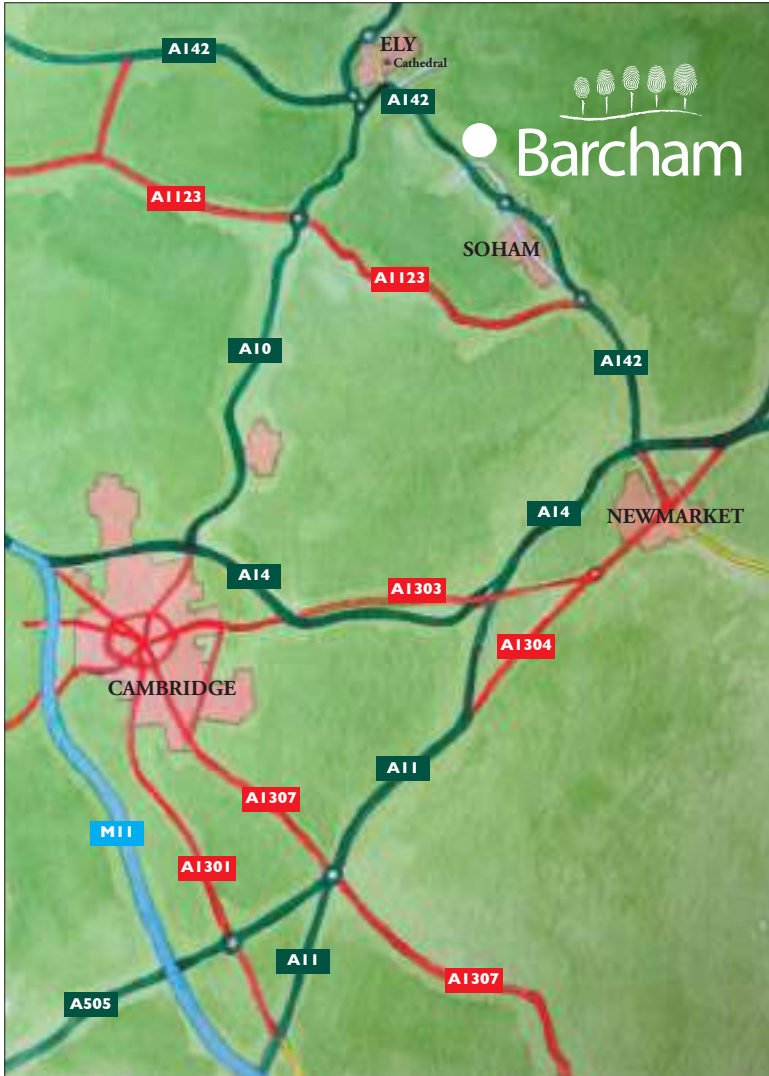 A142
ELY
Cathedral
A142
Barcham
A1123
SOHAM
A1123
A10
A142
A14
NEWMARKET
A14
A1303
A1304
CAMBRIDGE
A11
A1307
M11
A1301
A11
A1307
A505